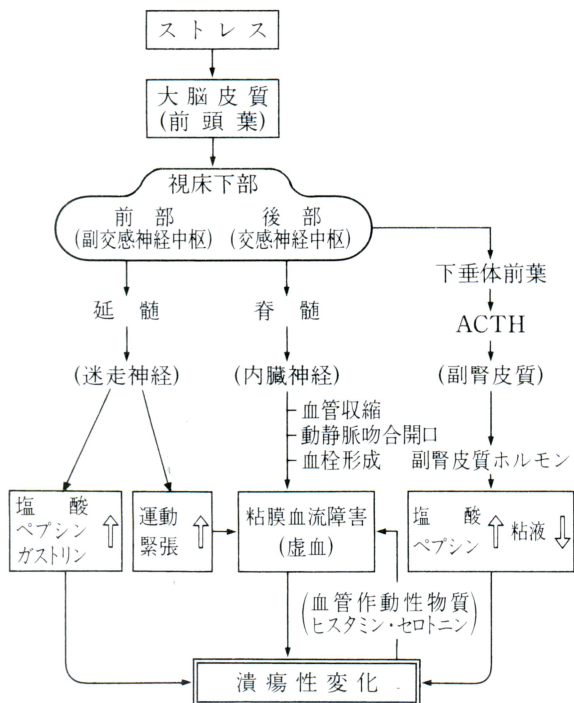 ストレス
大脳皮質
(前頭葉)
視床下部
前部 後部
(副交感神経中枢) (交感神経中枢)
下垂体前葉
延髄 脊髄
ACTH
(迷走神経) (内臓神経) (副腎皮質)
血管収縮
動静脈吻合開口
血栓形成 副腎皮質ホルモン
塩酸
ペプシン
ガストリン
⇧
運動
緊張
⇧
粘膜血流障害
(虚血)
塩酸
ペプシン
⇧
粘液
⇩
(血管作動性物質
ヒスタミン・セロトニン)
潰瘍性変化